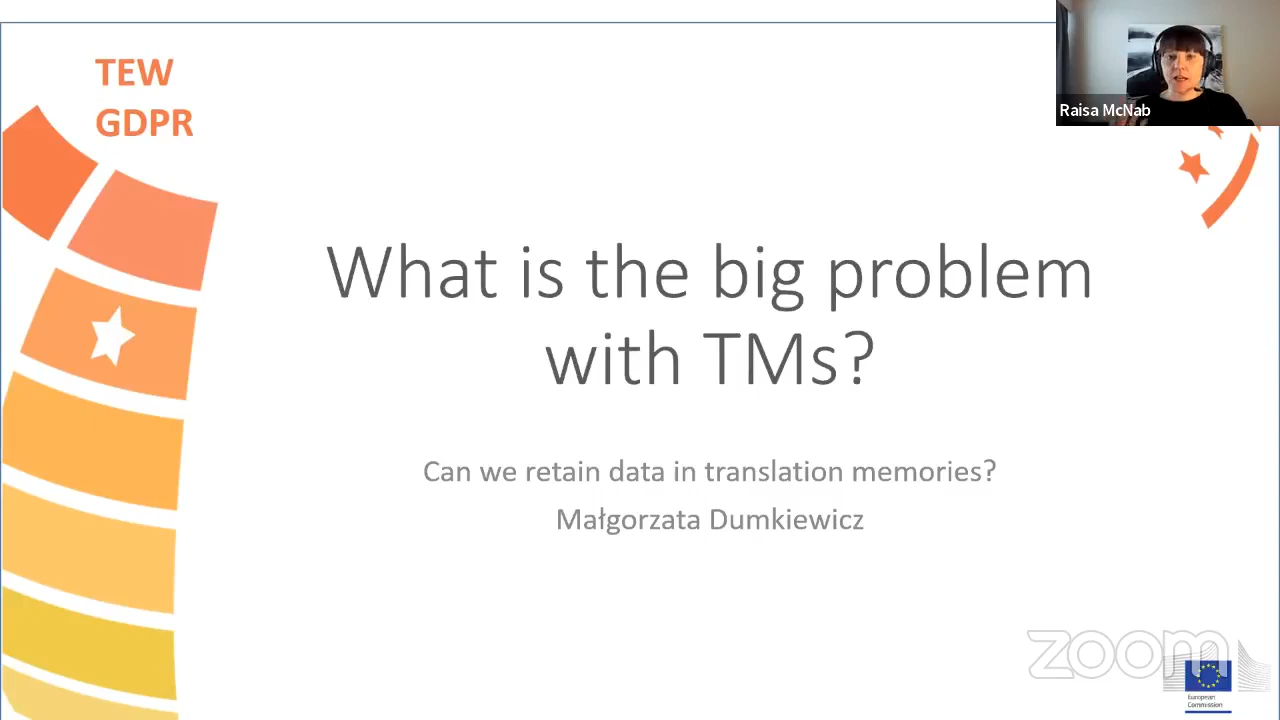 TEW
GDPR
Raisa McNab
What is the big problem
with TMs?
Can we retain data in translation memories?
Małgorzata Dumkiewicz
zoom
European
Commission